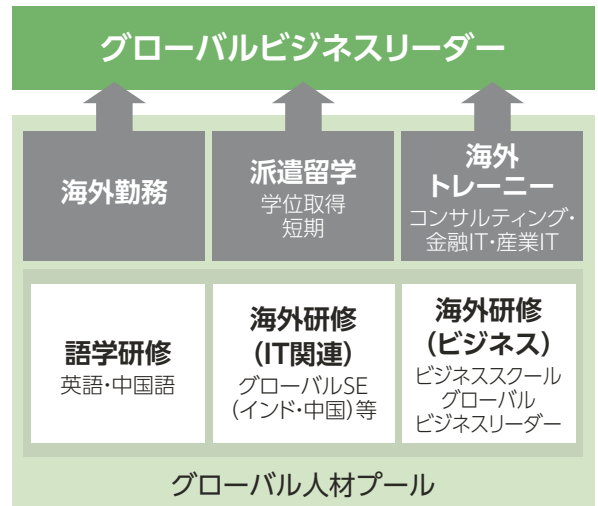 グローバルビジネスリーダー
海外勤務
派遣留学
学位取得
短期
海外
トレーニー
コンサルティング・
金融IT・産業IT
語学研修
英語・中国語
海外研修
（IT関連）
グローバルSE
（インド・中国）等
海外研修
（ビジネス）
ビジネススクール
グローバル
ビジネスリーダー
グローバル人材プール